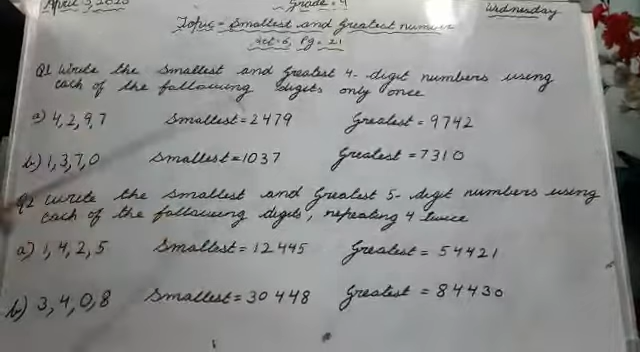 April 3, 2020 Grade - 4 Wednesday
Topic - Smallest and Greatest number
Pg - 21
Q1 Write the smallest and greatest 4-digit numbers using
each of the following digits only once
a) 4, 2, 9, 7 Smallest = 2479 Greatest = 9742
b) 1, 3, 7, 0 Smallest = 1037 Greatest = 7310
Q2 Write the smallest and Greatest 5-digit numbers using
each of the following digits, repeating 4 twice
a) 1, 4, 2, 5 Smallest = 12445 Greatest = 54421
b) 3, 4, 0, 8 Smallest = 30448 Greatest = 84430